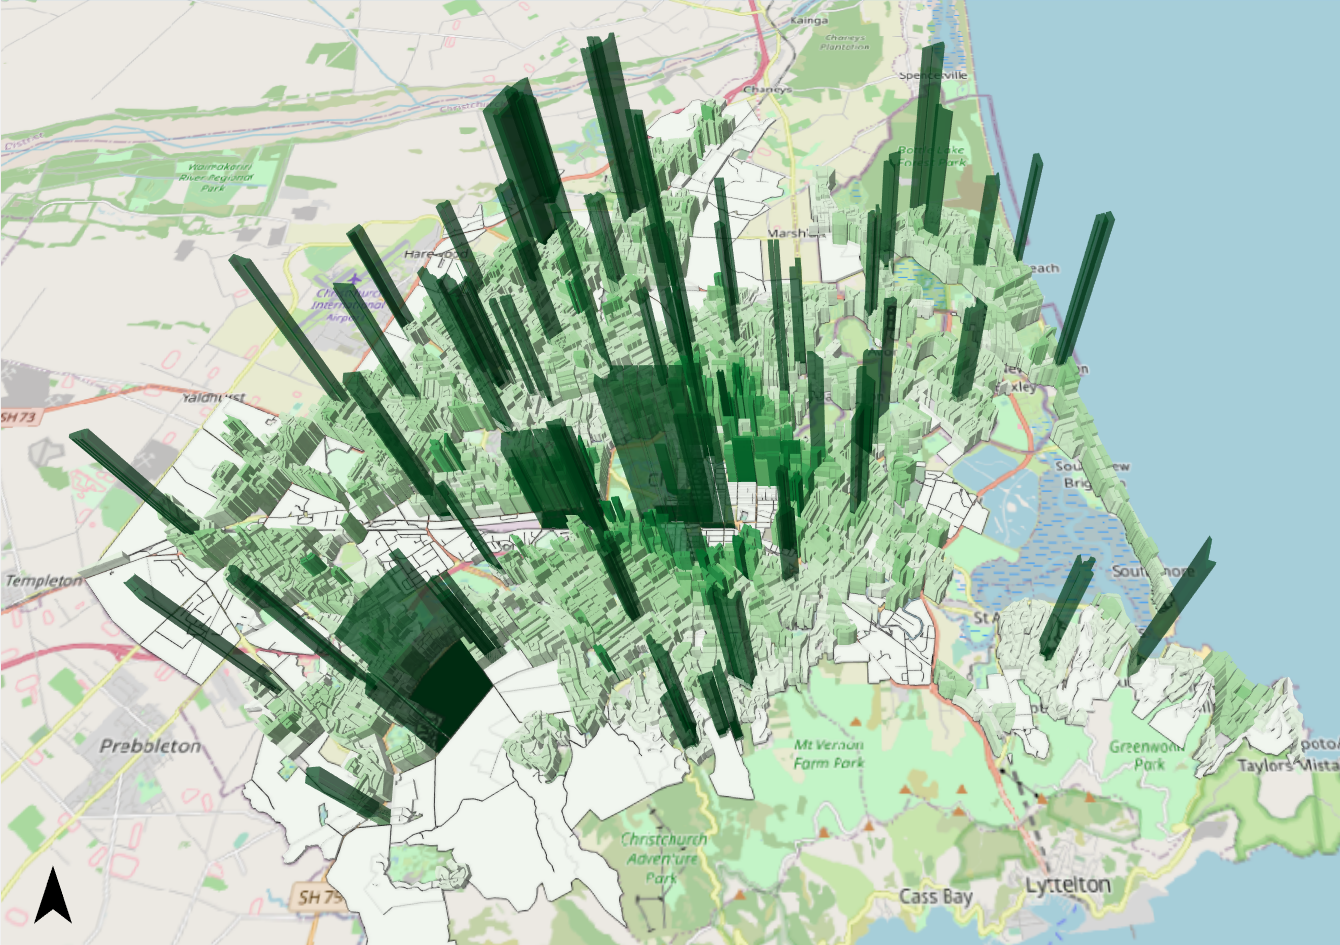 Kainga
Chaneys
Plantation
Spencerville
Chaneys
Christchurch
District
Waimakariri
River Regional
Park
Bottle Lake
Forest Park
Harewood
Marsh
each
Christchurch
International
Airport
SH 73
Yaldhurst
South New
Brighton
Templeton
Southshore
St A
Prebbleton
Mt Vernon
Farm Park
Greenwood
Park
Taylors Mista
Christchurch
Adventure
Park
SH 75
Cass Bay
Lyttelton